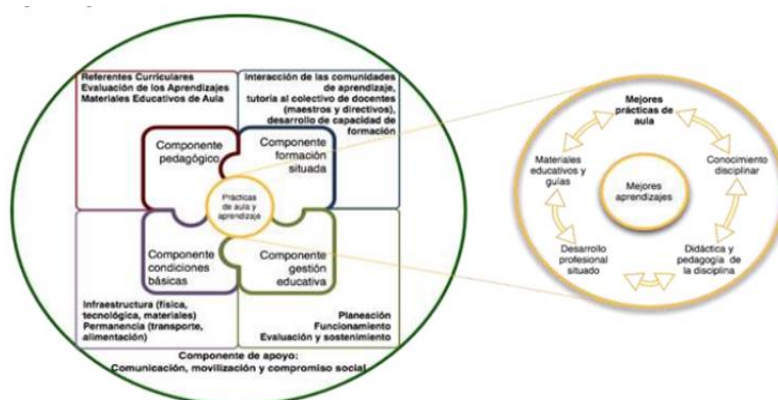 Referentes Curriculares
Evaluación de los Aprendizajes
Materiales Educativos de Aula
Interacción de las comunidades
de aprendizaje,
tutoría al colectivo de docentes
(maestros y directivos),
desarrollo de capacidad de
formación
Componente
pedagógico
Componente
formación
situada
Prácticas
de aula y
aprendizaje
Componente
condiciones
básicas
Componente
gestión
educativa
Infraestructura (física,
tecnológica, materiales)
Permanencia (transporte,
alimentación)
Planeación
Funcionamiento
Evaluación y sostenimiento
Componente de apoyo:
Comunicación, movilización y compromiso social
Mejores
prácticas de
aula
Materiales
educativos y
guías
Conocimiento
disciplinar
Mejores
aprendizajes
Desarrollo
profesional
situado
Didáctica y
pedagogía de
la disciplina